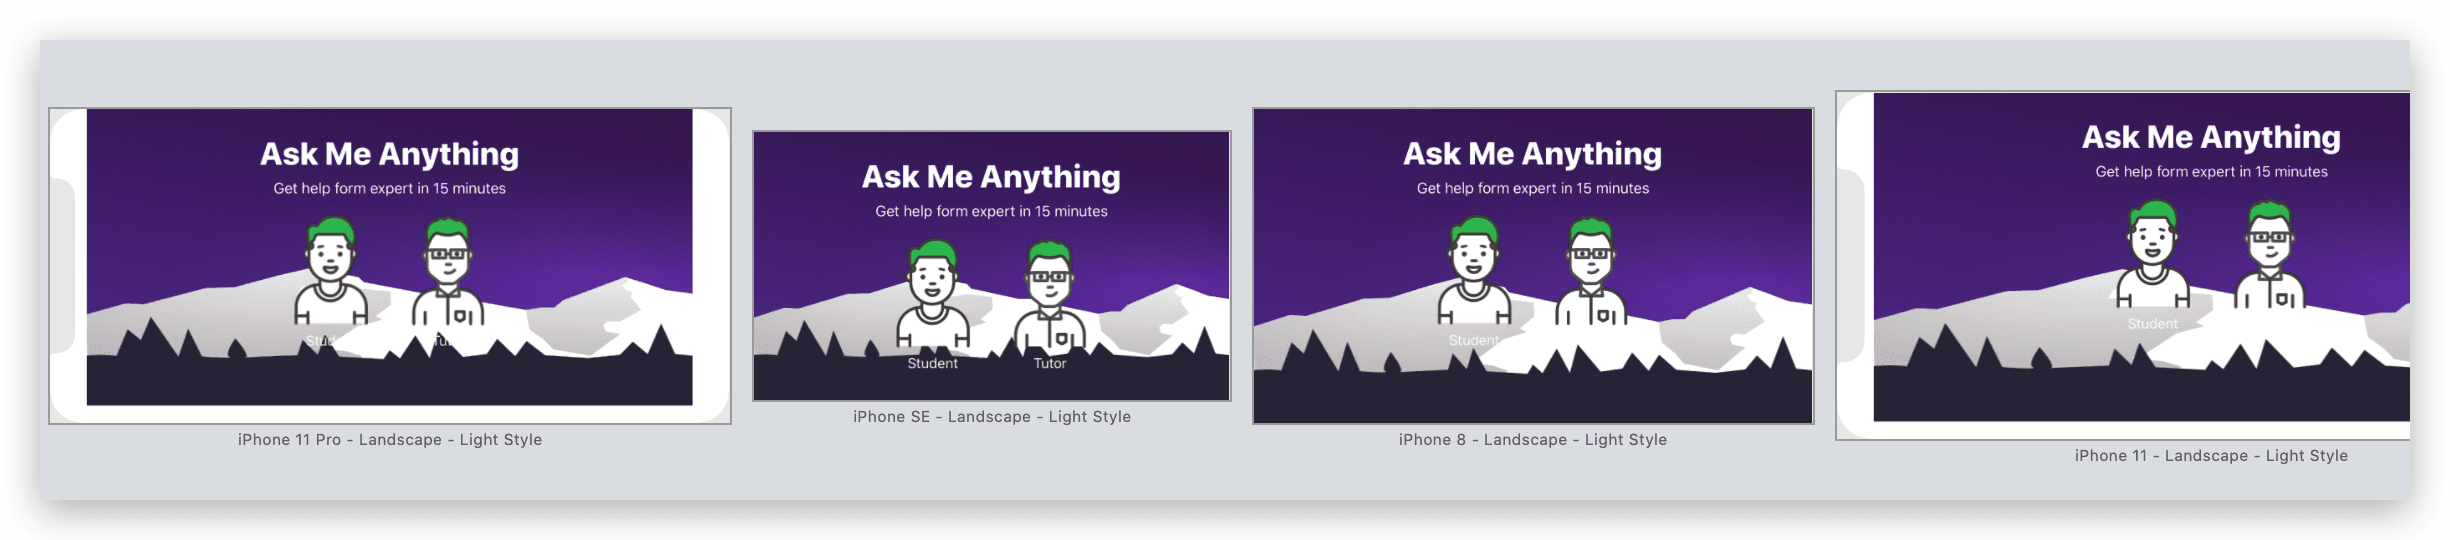 Ask Me Anything
Get help form expert in 15 minutes
Stud
Tu
iPhone 11 Pro - Landscape - Light Style
Ask Me Anything
Get help form expert in 15 minutes
Student
Tutor
iPhone SE - Landscape - Light Style
Ask Me Anything
Get help form expert in 15 minutes
Student
iPhone 8 - Landscape - Light Style
Ask Me Anything
Get help form expert in 15 minutes
Student
iPhone 11 - Landscape - Light Style